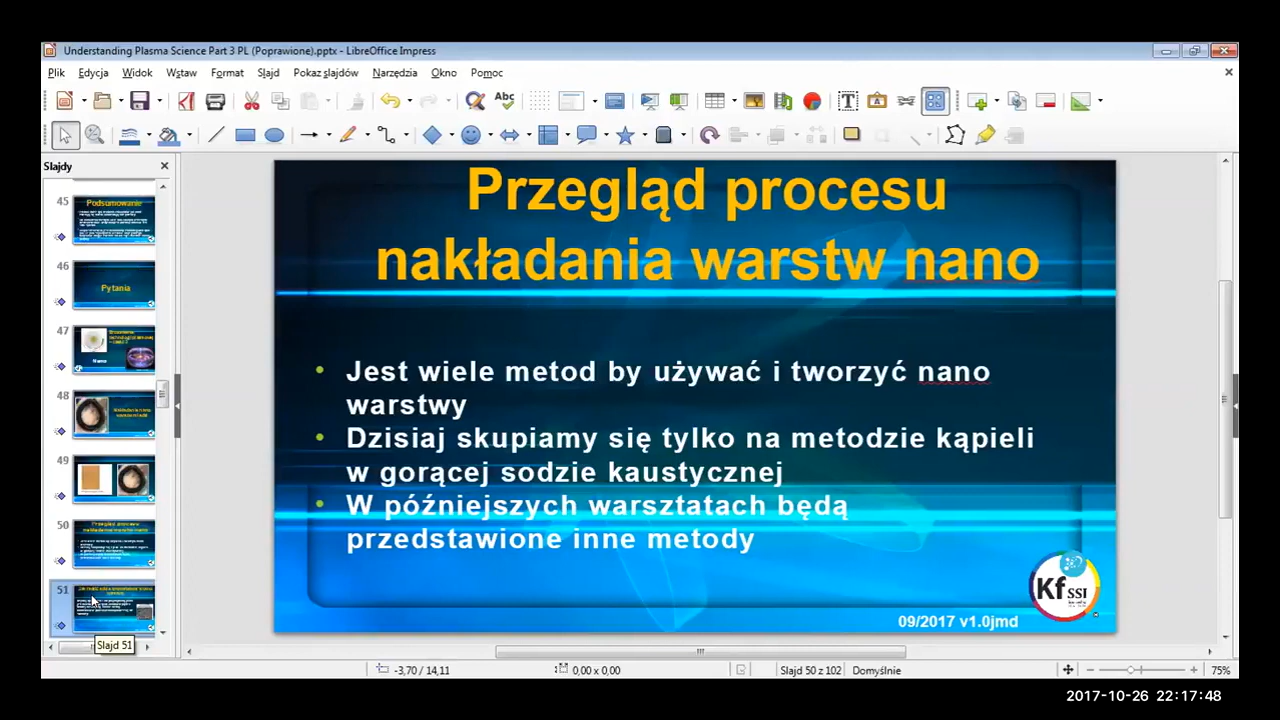 Understanding Plasma Science Part 3 PL (Poprawione).pptx - LibreOffice Impress
Plik Edycja Widok Wstaw Format Slajd Pokaz slajdów Narzędzia Okno Pomoc
Abc
Slajdy
45
Podsumowanie
46
Pytania
47
48
49
50
51
Slajd 51
Przegląd procesu
nakładania warstw nano
• Jest wiele metod by używać i tworzyć nano
warstwy
• Dzisiaj skupiamy się tylko na metodzie kąpieli
w gorącej sodzie kaustycznej
• W późniejszych warsztatach będą
przedstawione inne metody
Kf SSI
09/2017 v1.0jmd
-3,70 / 14,11 0,00 x 0,00 Slajd 50 z 102 Domyślnie 75%
2017-10-26 22:17:48